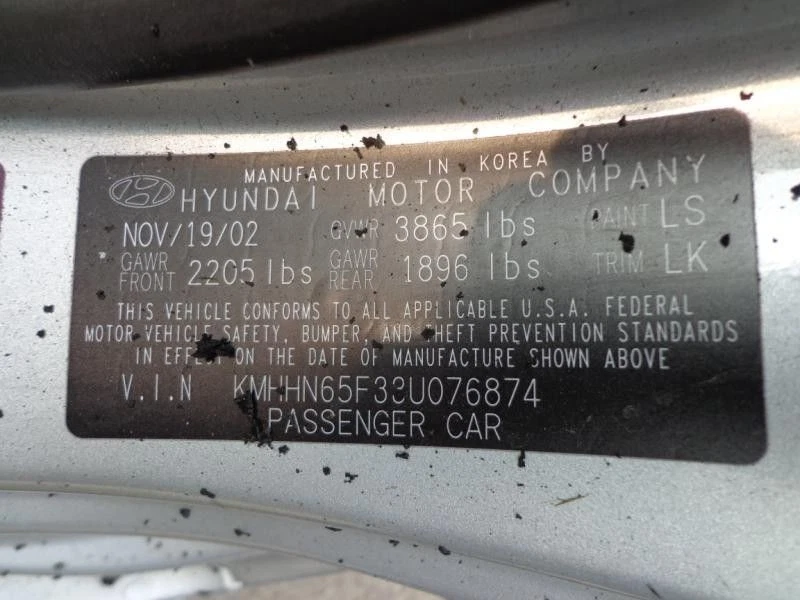 MANUFACTURED IN KOREA BY
HYUNDAI MOTOR COMPANY
NOV/19/02 GVWR 3865 lbs PAINT LS
GAWR FRONT 2205 lbs GAWR REAR 1896 lbs TRIM LK
THIS VEHICLE CONFORMS TO ALL APPLICABLE U.S.A. FEDERAL
MOTOR VEHICLE SAFETY, BUMPER, AND THEFT PREVENTION STANDARDS
IN EFFECT ON THE DATE OF MANUFACTURE SHOWN ABOVE
V.I.N KMHHN65F33U076874
PASSENGER CAR